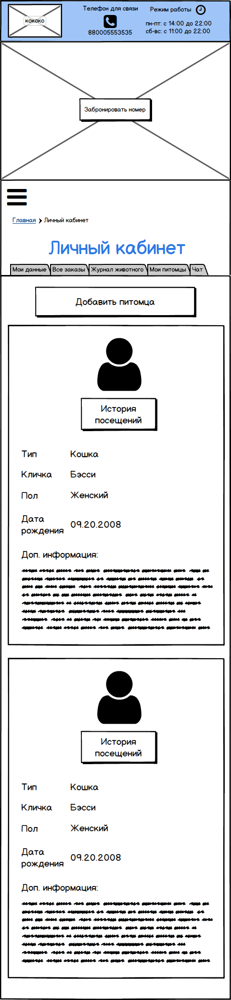 кококо
Телефон для связи
880005553535
Режим работы
пн-пт: с 14:00 до 22:00
сб-вс: с 11:00 до 22:00
Забронировать номер
Главная
Личный кабинет
Личный кабинет
Мои данные
Все заказы
Журнал животного
Мои питомцы
Чат
Добавить питомца
История
посещений
Тип Кошка
Кличка Бэсси
Пол Женский
Дата
рождения 09.20.2008
Доп. информация:
История
посещений
Тип Кошка
Кличка Бэсси
Пол Женский
Дата
рождения 09.20.2008
Доп. информация: